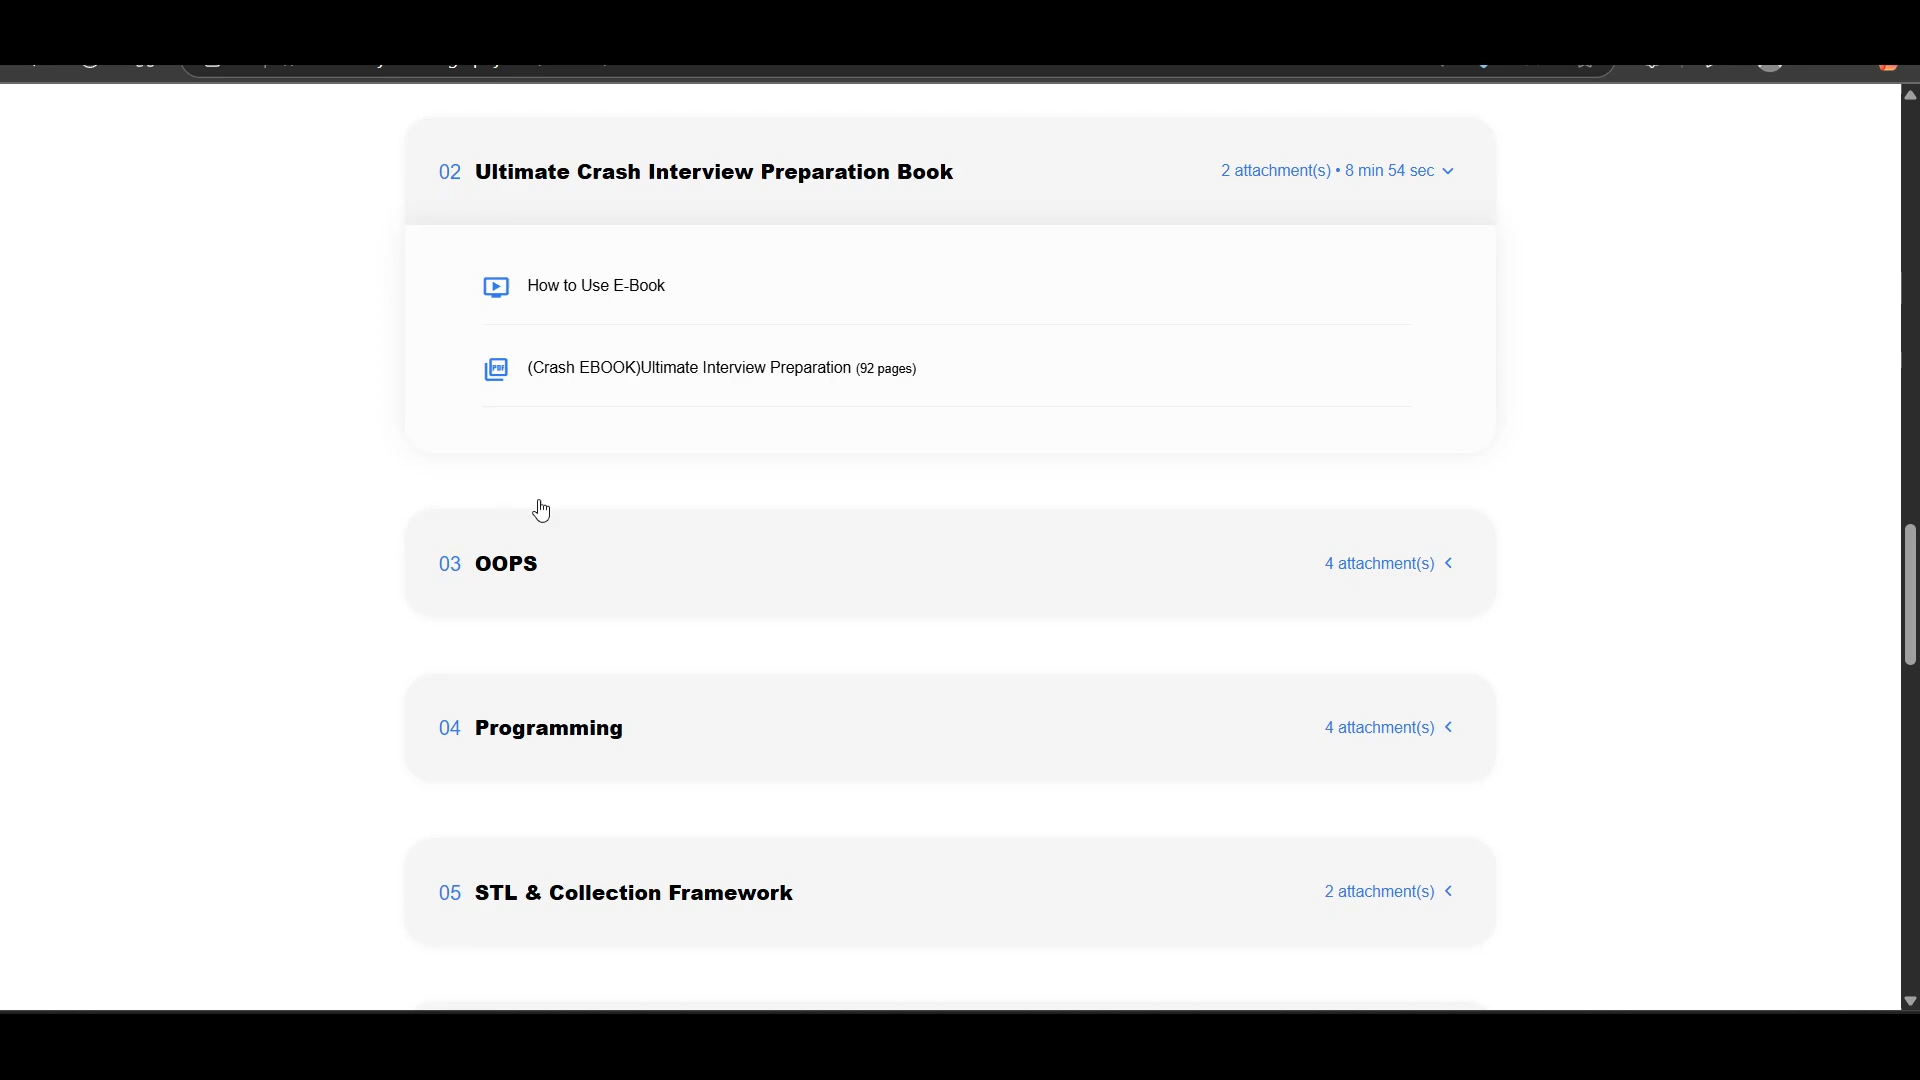 02 Ultimate Crash Interview Preparation Book 2 attachment(s) • 8 min 54 sec
How to Use E-Book
PDF (Crash EBOOK)Ultimate Interview Preparation (92 pages)
03 OOPS 4 attachment(s)
04 Programming 4 attachment(s)
05 STL & Collection Framework 2 attachment(s)